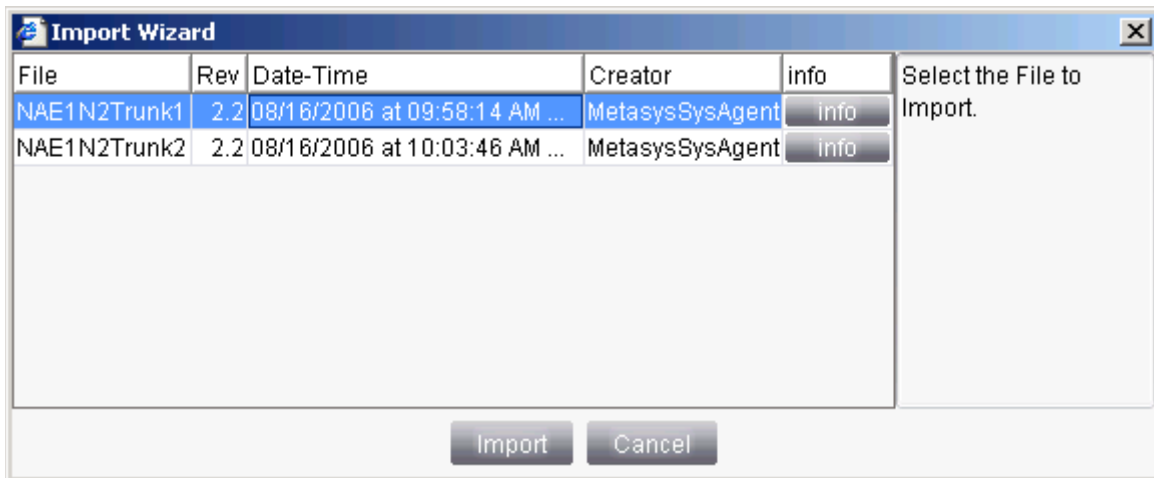 Import Wizard
File Rev Date-Time Creator info
NAE1N2Trunk1 2.2 08/16/2006 at 09:58:14 AM ... MetasysSysAgent info
NAE1N2Trunk2 2.2 08/16/2006 at 10:03:46 AM ... MetasysSysAgent info
Select the File to
Import.
Import Cancel